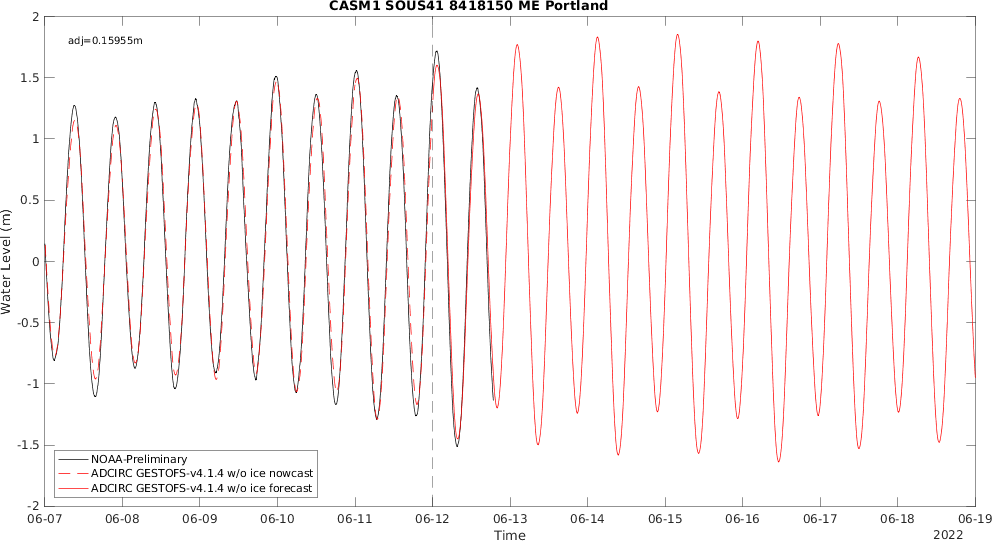 CASM1 SOUS41 8418150 ME Portland
adj=0.15955m
2
1.5
1
0.5
0
-0.5
-1
-1.5
-2
Water Level (m)
NOAA-Preliminary
ADCIRC GESTOFS-v4.1.4 w/o ice nowcast
ADCIRC GESTOFS-v4.1.4 w/o ice forecast
06-07 06-08 06-09 06-10 06-11 06-12 06-13 06-14 06-15 06-16 06-17 06-18 06-19
Time
2022